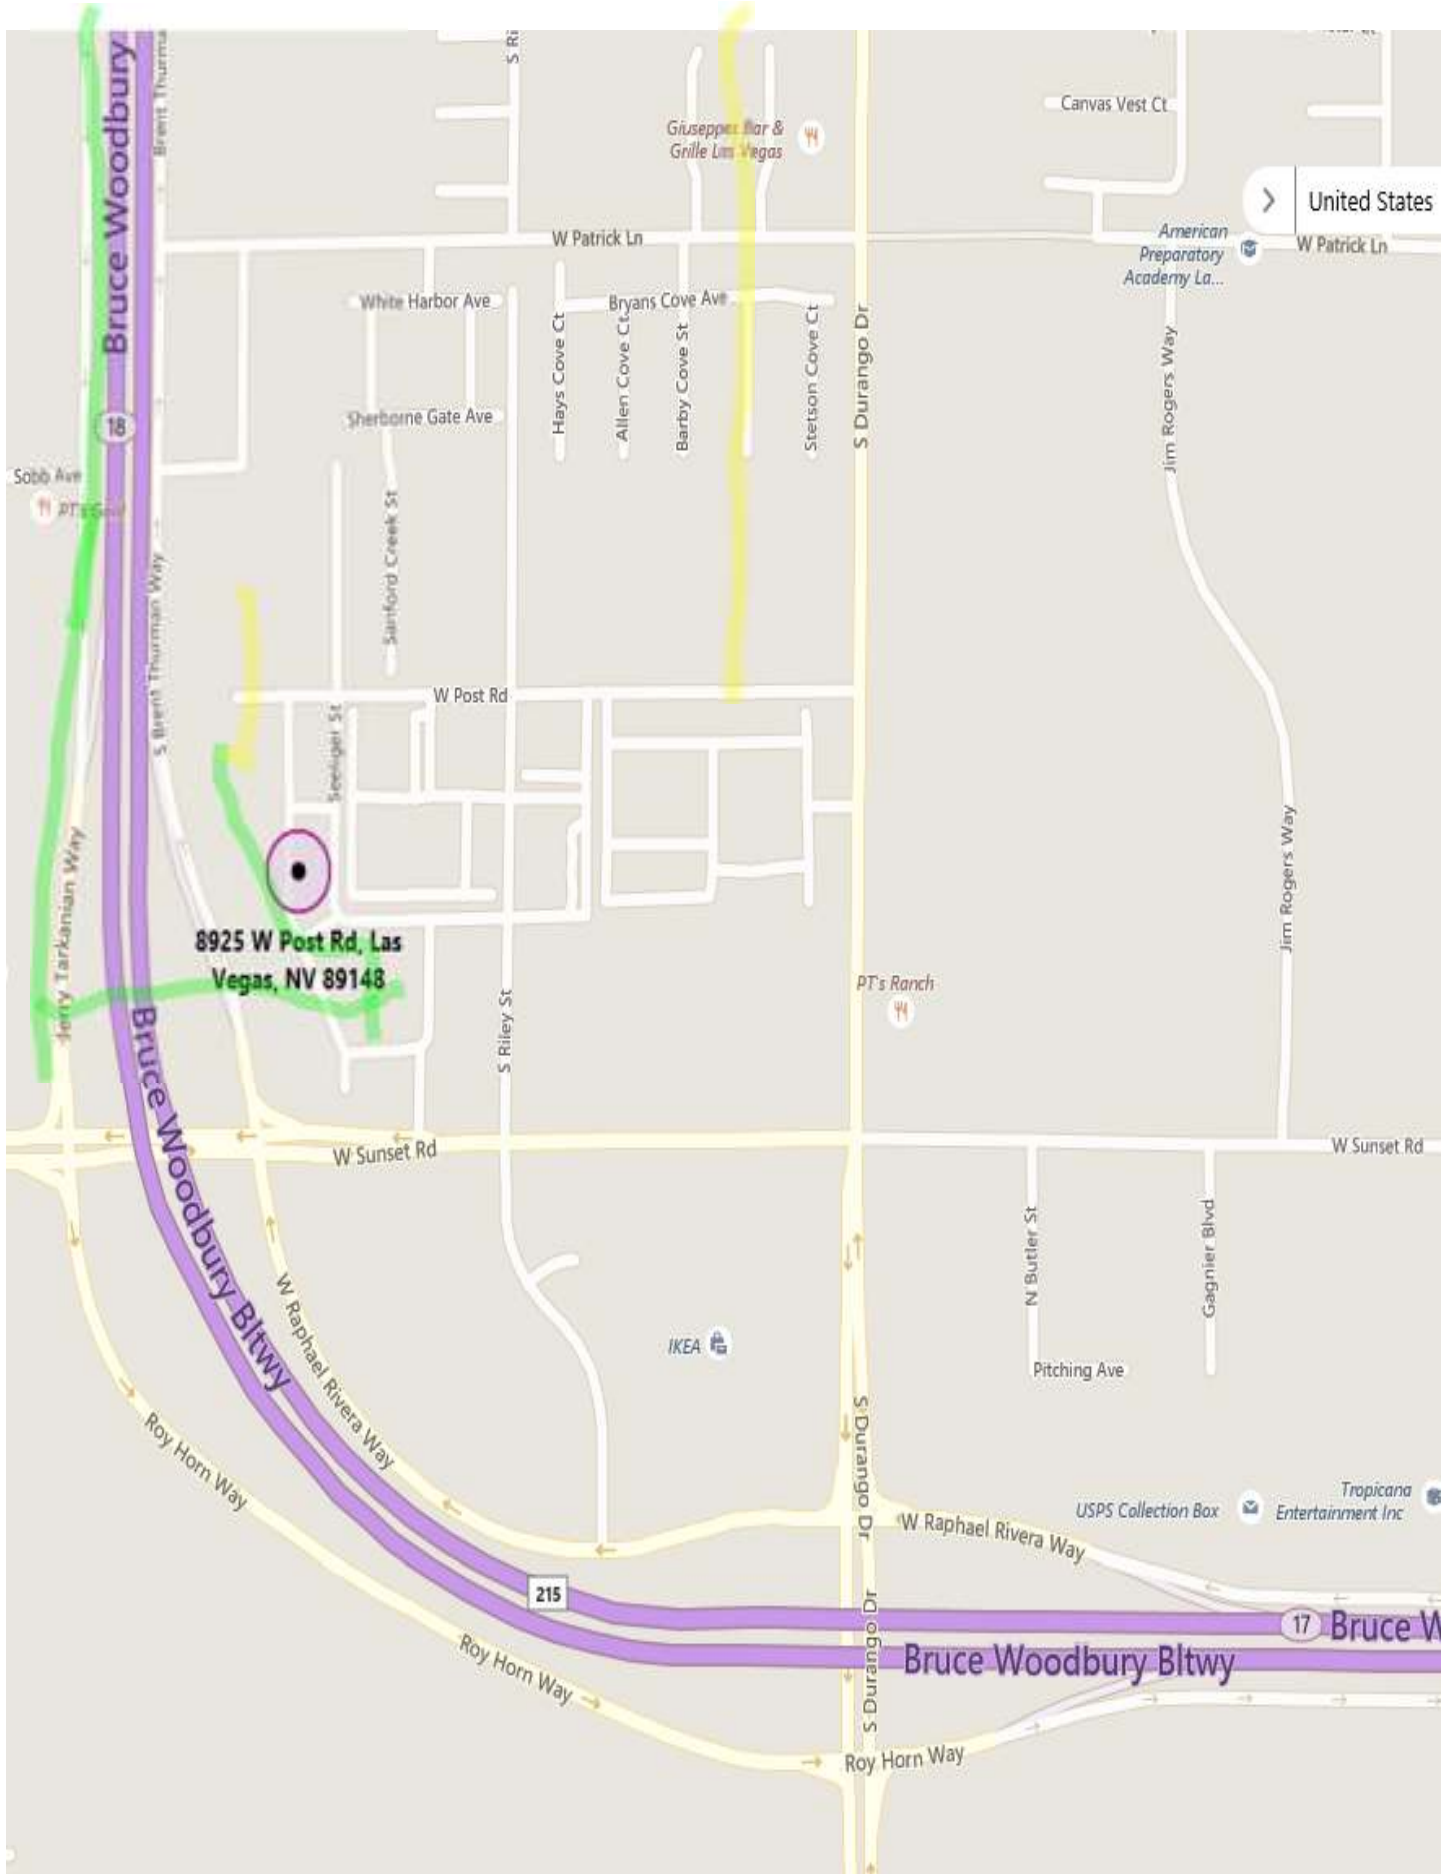 Bruce Woodbury
Brent Thurma
S Ri
Canvas Vest Ct
Giuseppes Bar &
Grille Las Vegas
United States
W Patrick Ln
American
Preparatory
Academy La...
W Patrick Ln
White Harbor Ave
Bryans Cove Ave
Hays Cove Ct
Allen Cove Ct
Barby Cove St
Stetson Cove Ct
S Durango Dr
Jim Rogers Way
18
Sherborne Gate Ave
Sobb Ave
PT's Gold
Sanford Creek St
S Brent Thurman Way
W Post Rd
Seeliger St
Jerry Tarkanian Way
Jim Rogers Way
8925 W Post Rd, Las
Vegas, NV 89148
PT's Ranch
S Riley St
Bruce Woodbury Bltwy
W Sunset Rd
W Sunset Rd
N Butler St
Gagnier Blvd
W Raphael Rivera Way
IKEA
Pitching Ave
Roy Horn Way
S Durango Dr
USPS Collection Box
Tropicana
Entertainment Inc
W Raphael Rivera Way
215
17
Bruce W
Bruce Woodbury Bltwy
Roy Horn Way
S Durango Dr
Roy Horn Way